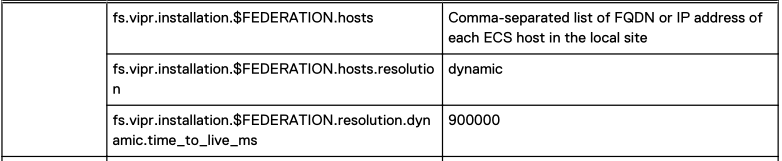 fs.vipr.installation.$FEDERATION.hosts
Comma-separated list of FQDN or IP address of
each ECS host in the local site
fs.vipr.installation.$FEDERATION.hosts.resolutio
n
dynamic
fs.vipr.installation.$FEDERATION.resolution.dyn
amic.time_to_live_ms
900000